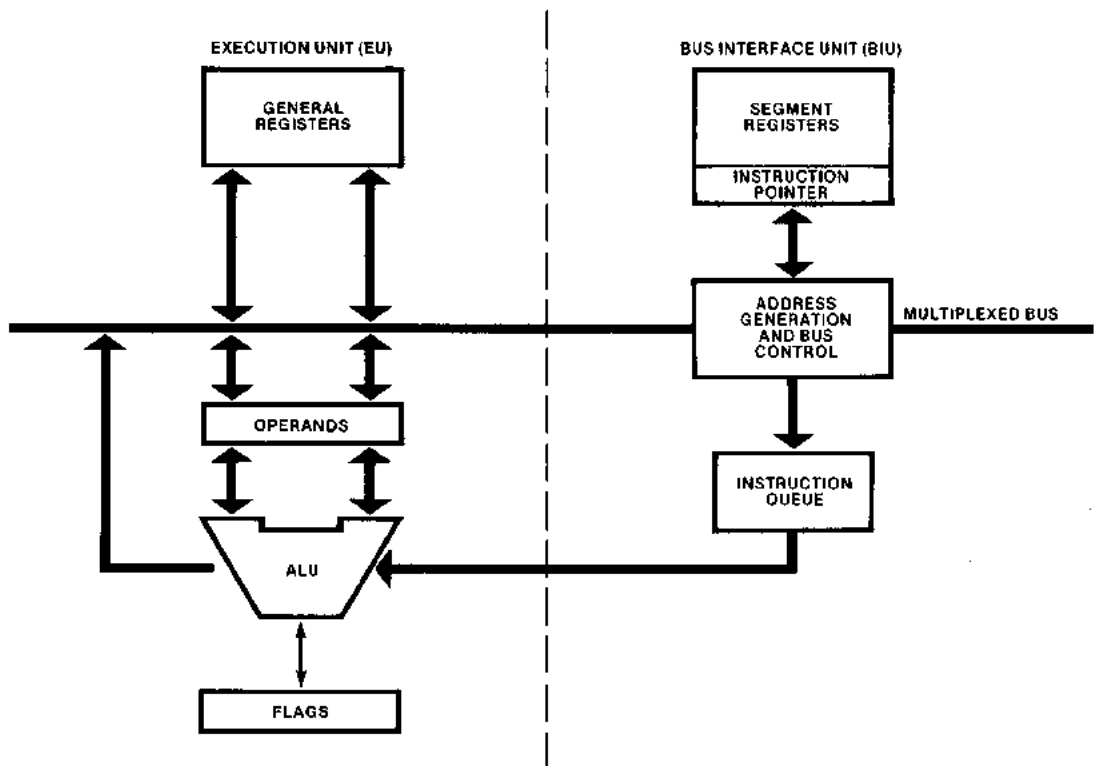 EXECUTION UNIT (EU)
GENERAL
REGISTERS
OPERANDS
ALU
FLAGS
BUS INTERFACE UNIT (BIU)
SEGMENT
REGISTERS
INSTRUCTION
POINTER
ADDRESS
GENERATION
AND BUS
CONTROL
MULTIPLEXED BUS
INSTRUCTION
QUEUE